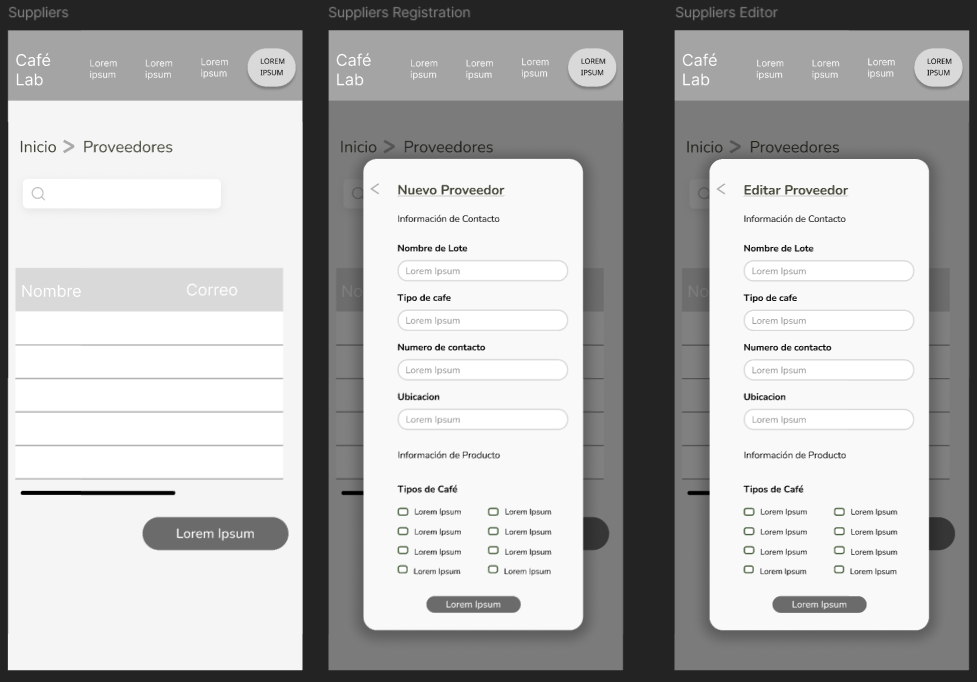 Suppliers
Café
Lab
Lorem
ipsum
Lorem
ipsum
Lorem
ipsum
LOREM
IPSUM
Inicio > Proveedores
Nombre
Correo
Lorem Ipsum
Suppliers Registration
Café
Lab
Lorem
ipsum
Lorem
ipsum
Lorem
ipsum
LOREM
IPSUM
Inicio > Proveedores
No
Nuevo Proveedor
Información de Contacto
Nombre de Lote
Lorem Ipsum
Tipo de cafe
Lorem Ipsum
Numero de contacto
Lorem Ipsum
Ubicacion
Lorem Ipsum
Información de Producto
Tipos de Café
Lorem Ipsum Lorem Ipsum
Lorem Ipsum Lorem Ipsum
Lorem Ipsum Lorem Ipsum
Lorem Ipsum Lorem Ipsum
Lorem Ipsum
Suppliers Editor
Café
Lab
Lorem
ipsum
Lorem
ipsum
Lorem
ipsum
LOREM
IPSUM
Inicio > Proveedores
No
Editar Proveedor
Información de Contacto
Nombre de Lote
Lorem Ipsum
Tipo de cafe
Lorem Ipsum
Numero de contacto
Lorem Ipsum
Ubicacion
Lorem Ipsum
Información de Producto
Tipos de Café
Lorem Ipsum Lorem Ipsum
Lorem Ipsum Lorem Ipsum
Lorem Ipsum Lorem Ipsum
Lorem Ipsum Lorem Ipsum
Lorem Ipsum